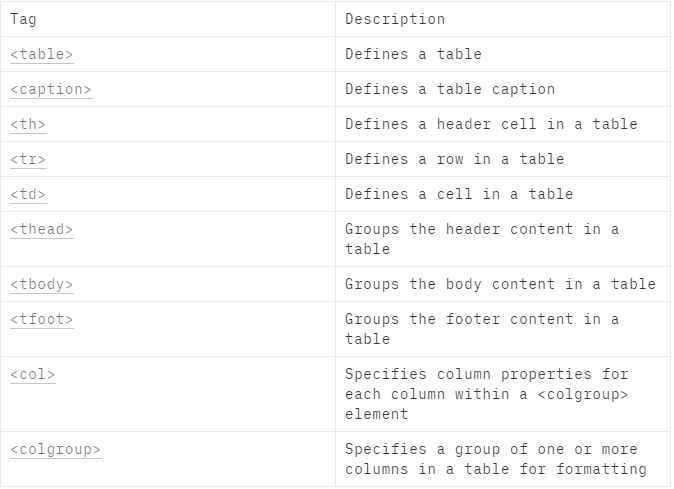 Tag Description
<table> Defines a table
<caption> Defines a table caption
<th> Defines a header cell in a table
<tr> Defines a row in a table
<td> Defines a cell in a table
<thead> Groups the header content in a
table
<tbody> Groups the body content in a table
<tfoot> Groups the footer content in a
table
<col> Specifies column properties for
each column within a <colgroup>
element
<colgroup> Specifies a group of one or more
columns in a table for formatting